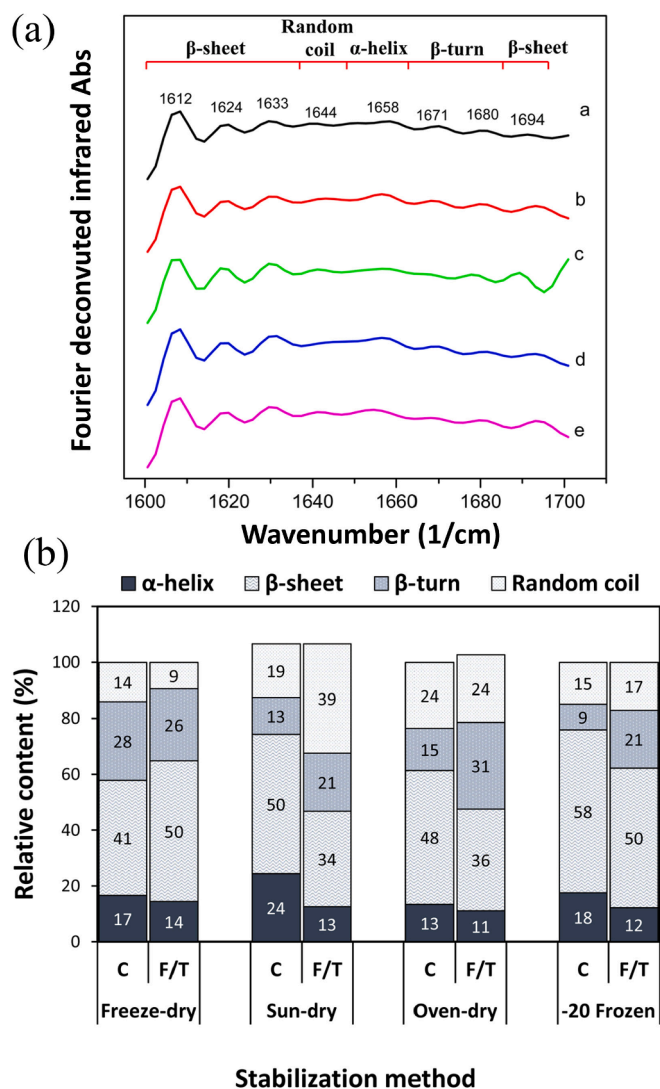 (a)
Random
β-sheet coil α-helix β-turn β-sheet
1612 1624 1633 1644 1658 1671 1680 1694 a
b
c
d
e
Fourier deconvuted infrared Abs
1600 1620 1640 1660 1680 1700
Wavenumber (1/cm)
(b)
α-helix β-sheet β-turn Random coil
120
100
80
60
40
20
0
Relative content (%)
14 9 19 39 24 24 15 17
28 26 13 21 15 31 9 21
41 50 50 34 48 36 58 50
17 14 24 13 13 11 18 12
C F/T C F/T C F/T C F/T
Freeze-dry Sun-dry Oven-dry -20 Frozen
Stabilization method